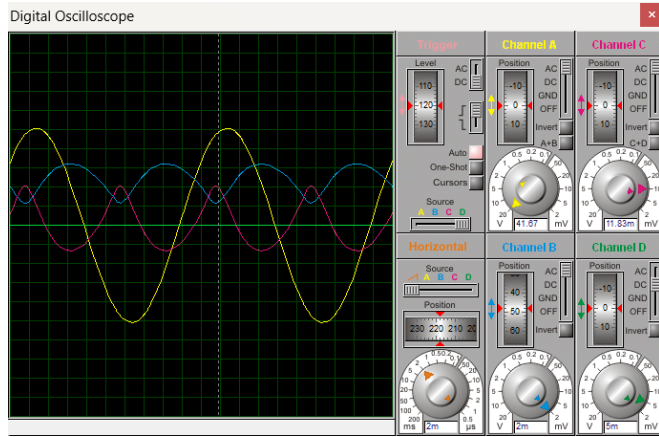 Digital Oscilloscope
Trigger
Level
AC
DC
110
120
130
Auto
One-Shot
Cursors
Source
A B C D
Channel A
Position
AC
DC
GND
OFF
-10
0
10
Invert
A+B
V 41.67 mV
Channel C
Position
AC
DC
GND
OFF
-10
0
10
Invert
C+D
V 11.83m mV
Horizontal
Source
A B C D
Position
230 220 210 20
ms 2m µs
Channel B
Position
AC
DC
GND
OFF
40
50
60
Invert
V 2m mV
Channel D
Position
AC
DC
GND
OFF
-10
0
10
Invert
V 5m mV